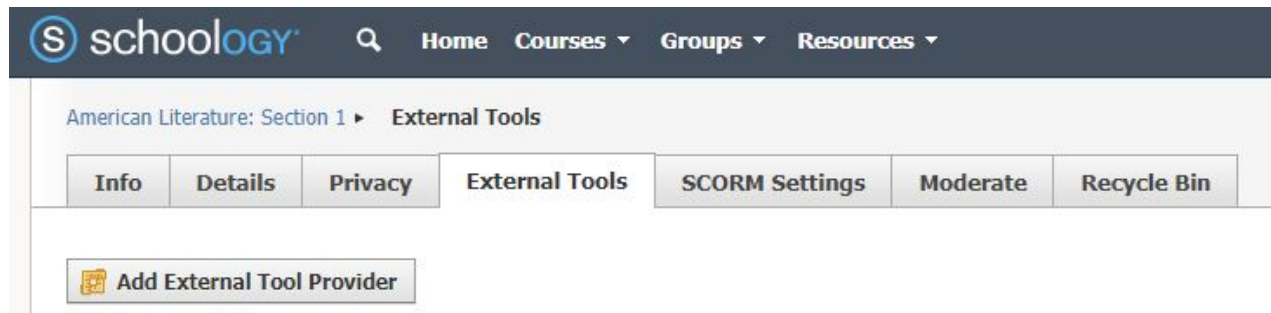 schoology Home Courses Groups Resources
American Literature: Section 1 External Tools
Info Details Privacy External Tools SCORM Settings Moderate Recycle Bin
Add External Tool Provider